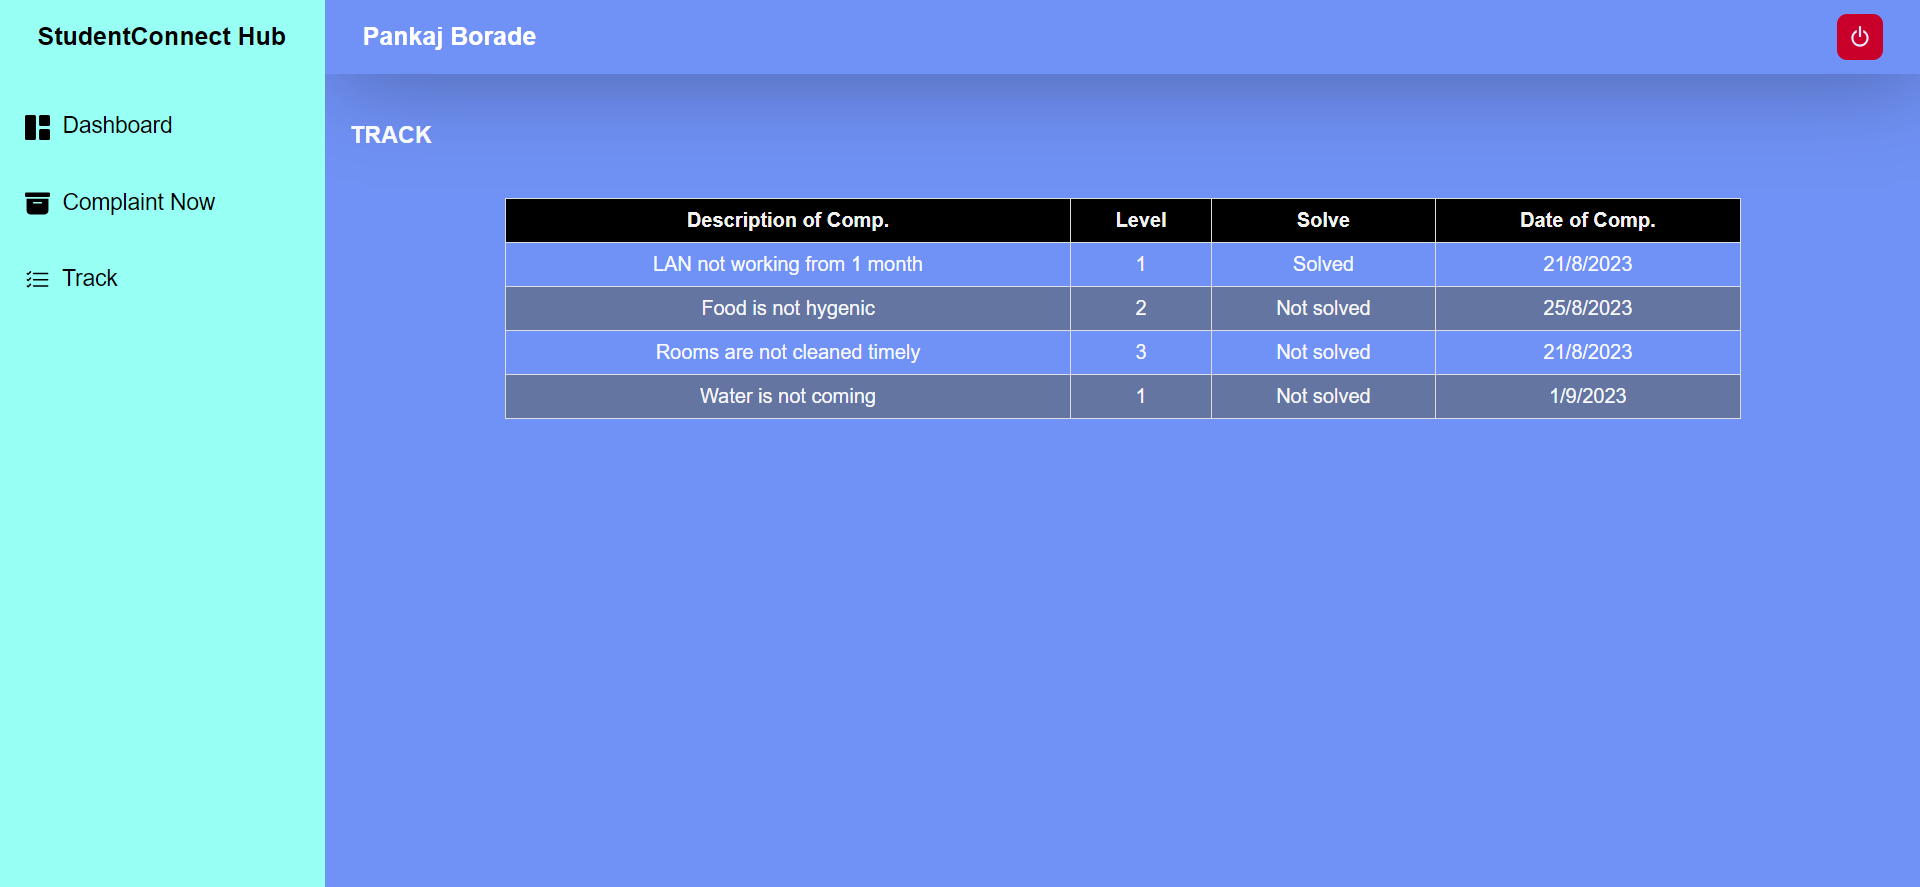 StudentConnect Hub
Pankaj Borade
Dashboard
Complaint Now
Track
TRACK
Description of Comp. Level Solve Date of Comp.
LAN not working from 1 month 1 Solved 21/8/2023
Food is not hygenic 2 Not solved 25/8/2023
Rooms are not cleaned timely 3 Not solved 21/8/2023
Water is not coming 1 Not solved 1/9/2023